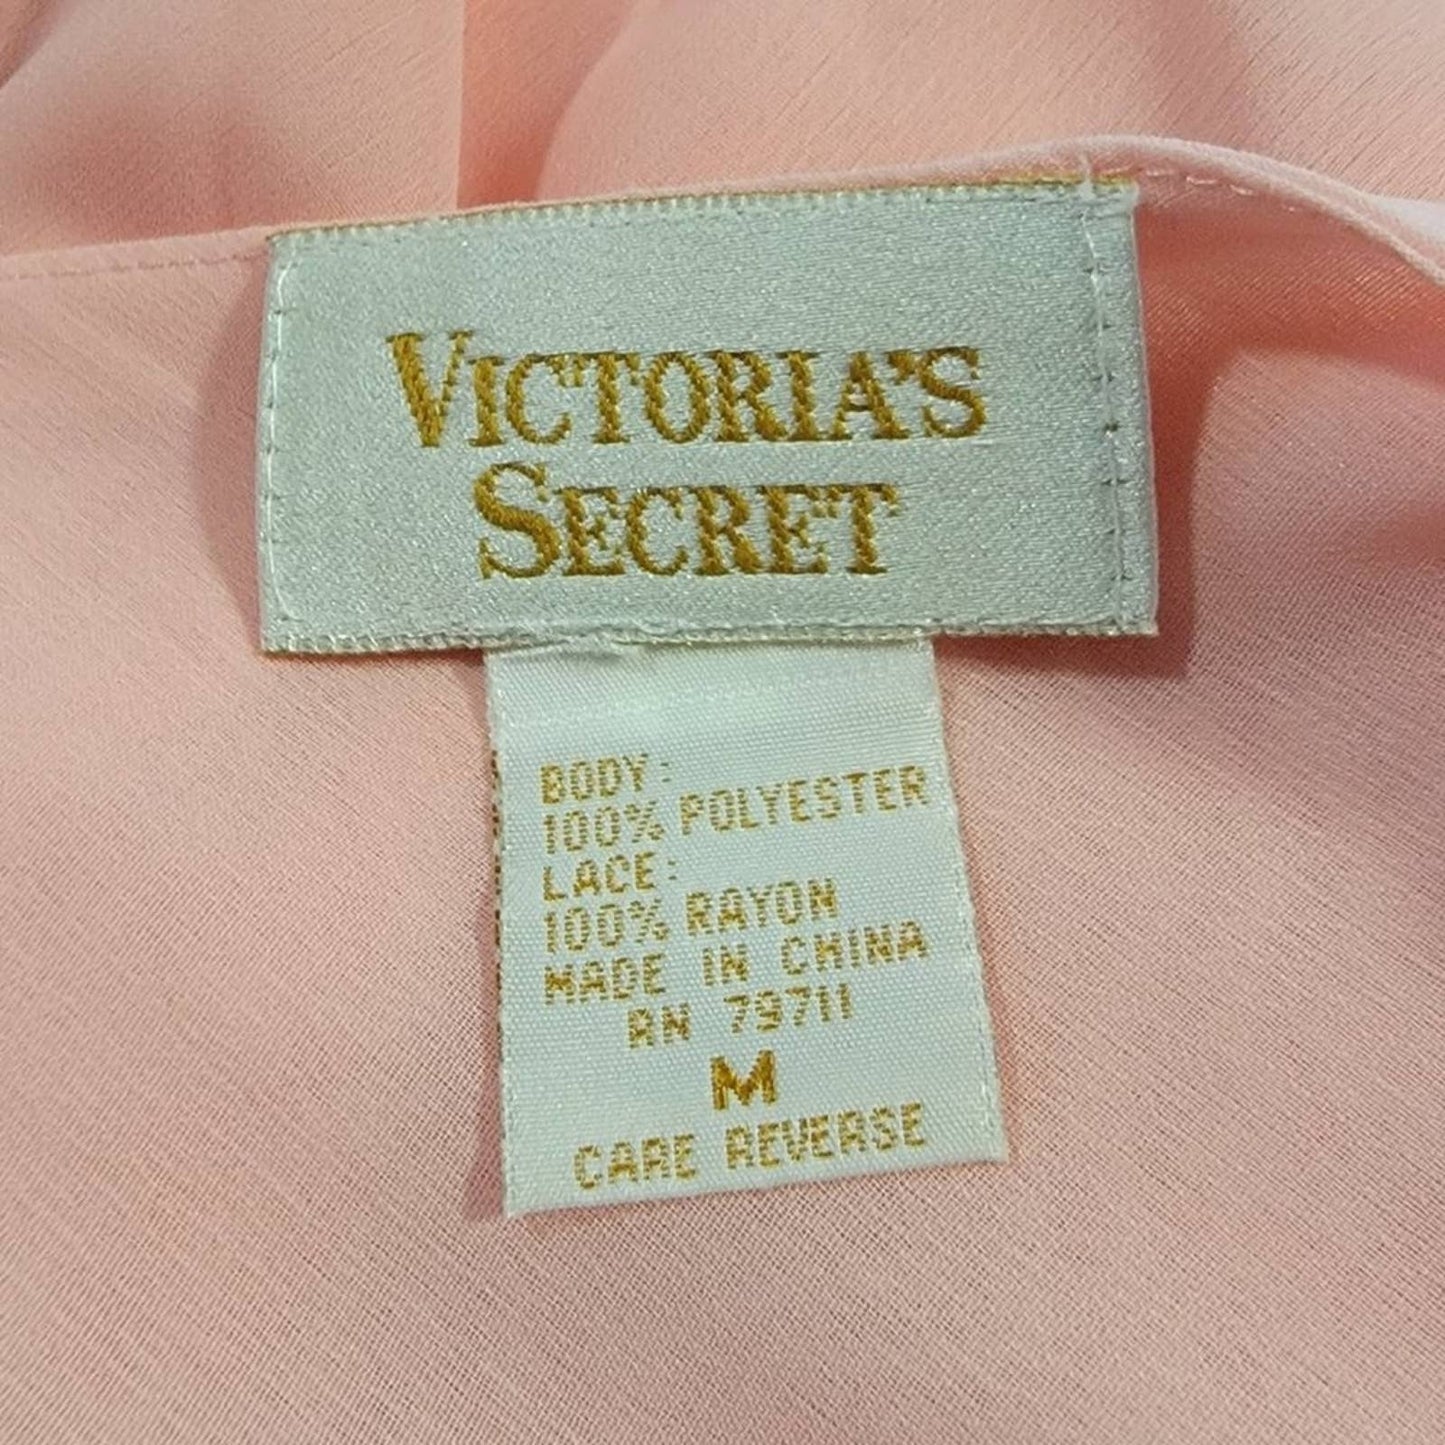 VICTORIA'S
SECRET
BODY:
100% POLYESTER
LACE:
100% RAYON
MADE IN CHINA
RN 79711
M
CARE REVERSE